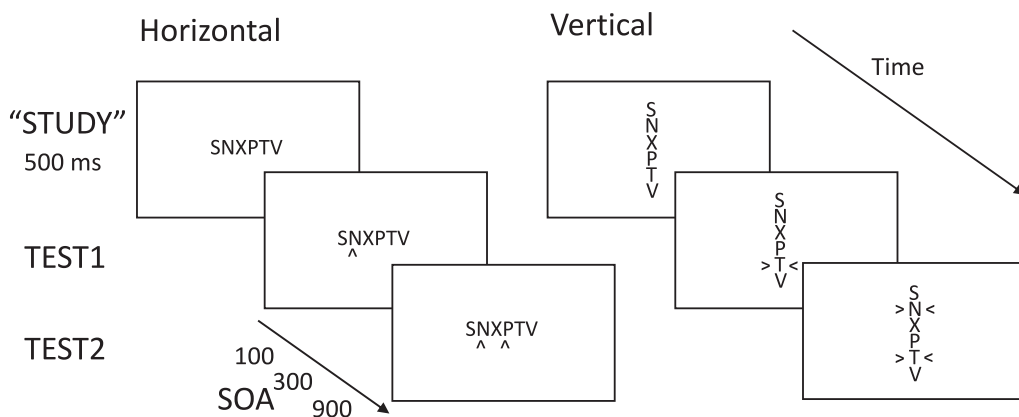 Horizontal
Vertical
Time
“STUDY”
500 ms
SNXPTV
S
N
X
P
T
V
TEST1
SNXPTV
^
S
N
X
P
> T <
V
TEST2
SNXPTV
^ ^
S
> N <
X
P
> T <
V
SOA
100
300
900